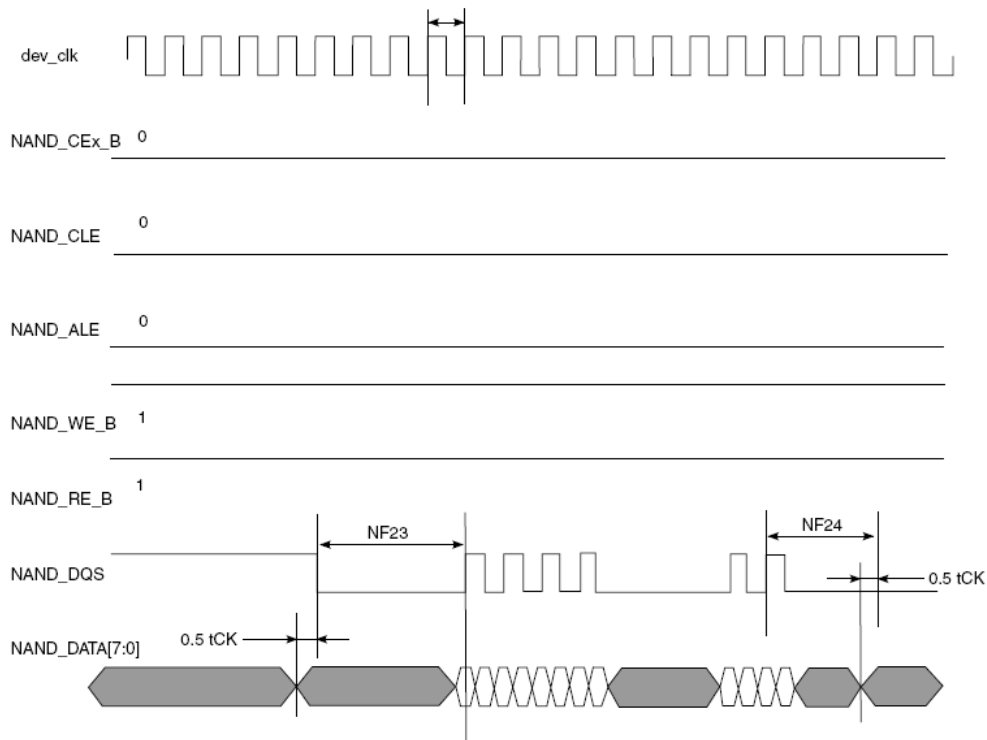 dev_clk
NAND_CEx_B 0
NAND_CLE 0
NAND_ALE 0
NAND_WE_B 1
NAND_RE_B 1
NF23
NF24
NAND_DQS
0.5 tCK
0.5 tCK
NAND_DATA[7:0]